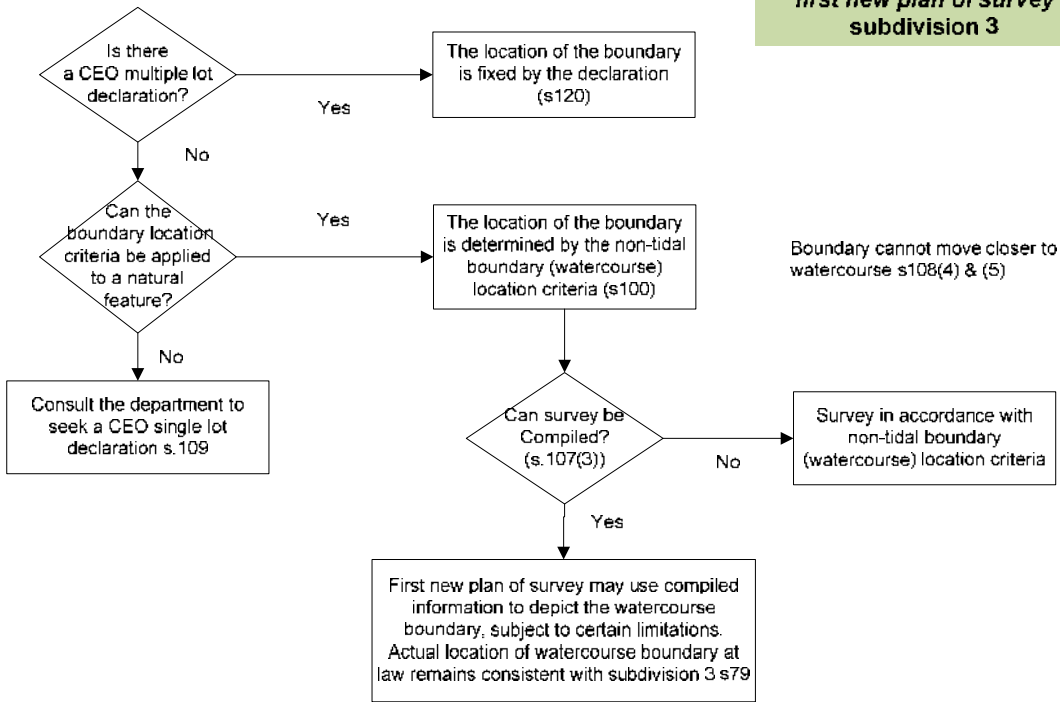 first new plan of survey
subdivision 3
Is there
a CEO multiple lot
declaration?
Yes
The location of the boundary
is fixed by the declaration
(s120)
No
Can the
boundary location
criteria be applied
to a natural
feature?
Yes
The location of the boundary
is determined by the non-tidal
boundary (watercourse)
location criteria (s100)
Boundary cannot move closer to
watercourse s108(4) & (5)
No
Consult the department to
seek a CEO single lot
declaration s.109
Can survey be
Compiled?
(s.107(3))
No
Survey in accordance with
non-tidal boundary
(watercourse) location criteria
Yes
First new plan of survey may use compiled
information to depict the watercourse
boundary, subject to certain limitations.
Actual location of watercourse boundary at
law remains consistent with subdivision 3 s79